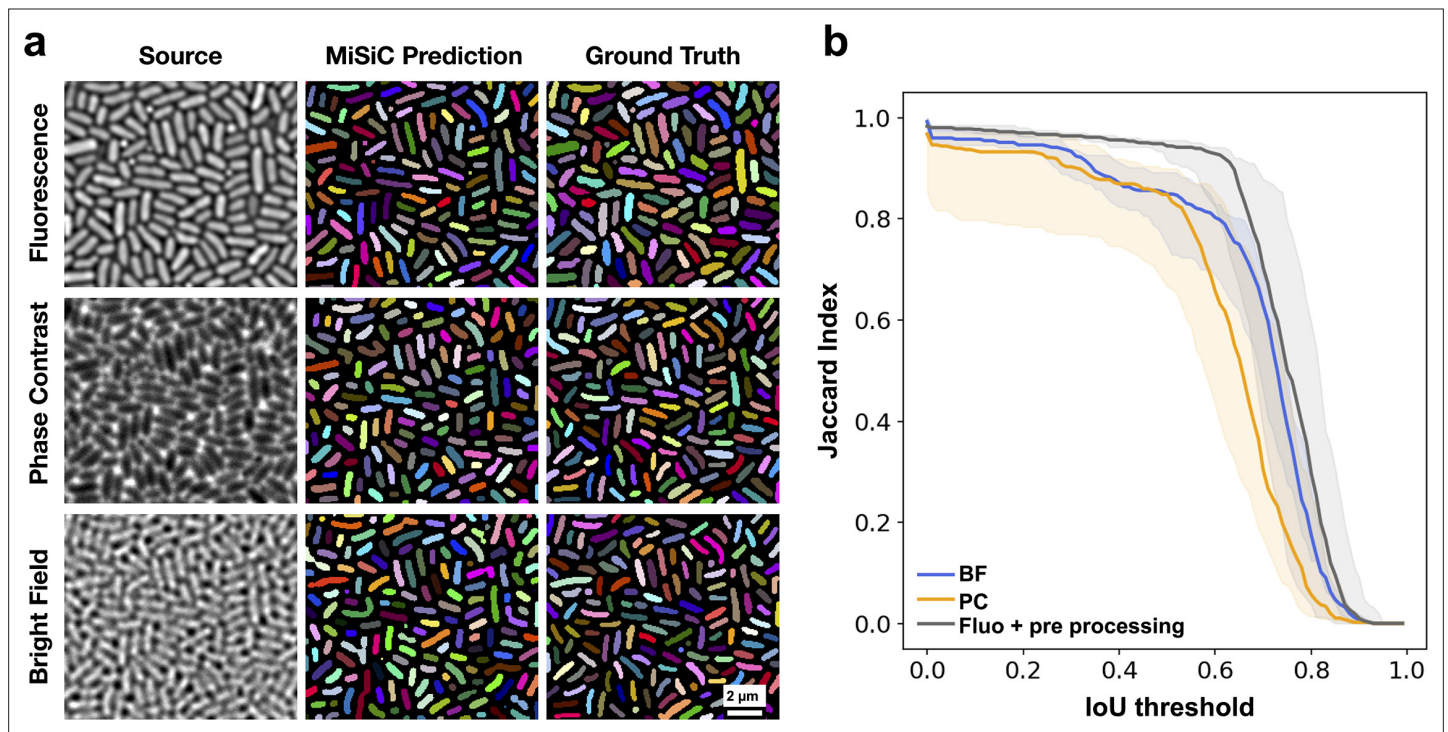 a
Source
MiSiC Prediction
Ground Truth
Fluorescence
Phase Contrast
Bright Field
2 µm
b
1.0
0.8
0.6
0.4
0.2
0.0
Jaccard Index
BF
PC
Fluo + pre processing
0.0 0.2 0.4 0.6 0.8 1.0
IoU threshold